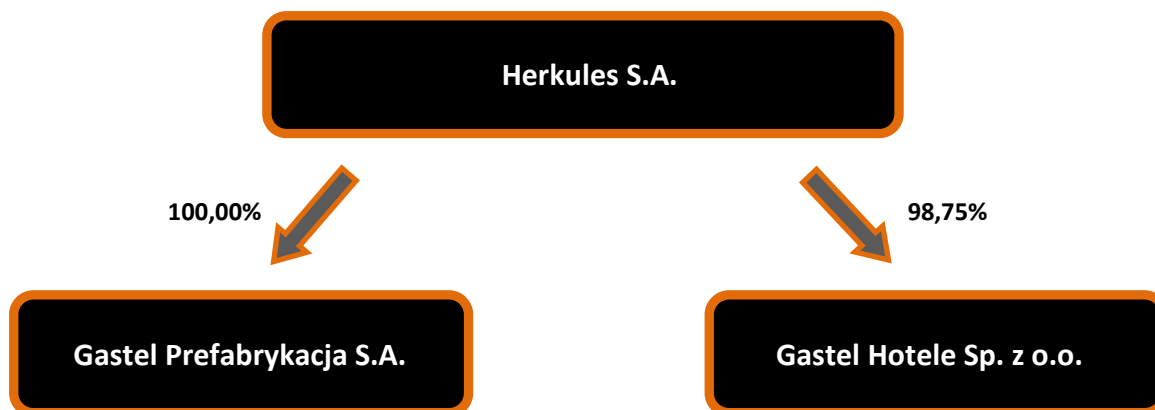 Herkules S.A.
100,00%
98,75%
Gastel Prefabrykacja S.A.
Gastel Hotele Sp. z o.o.